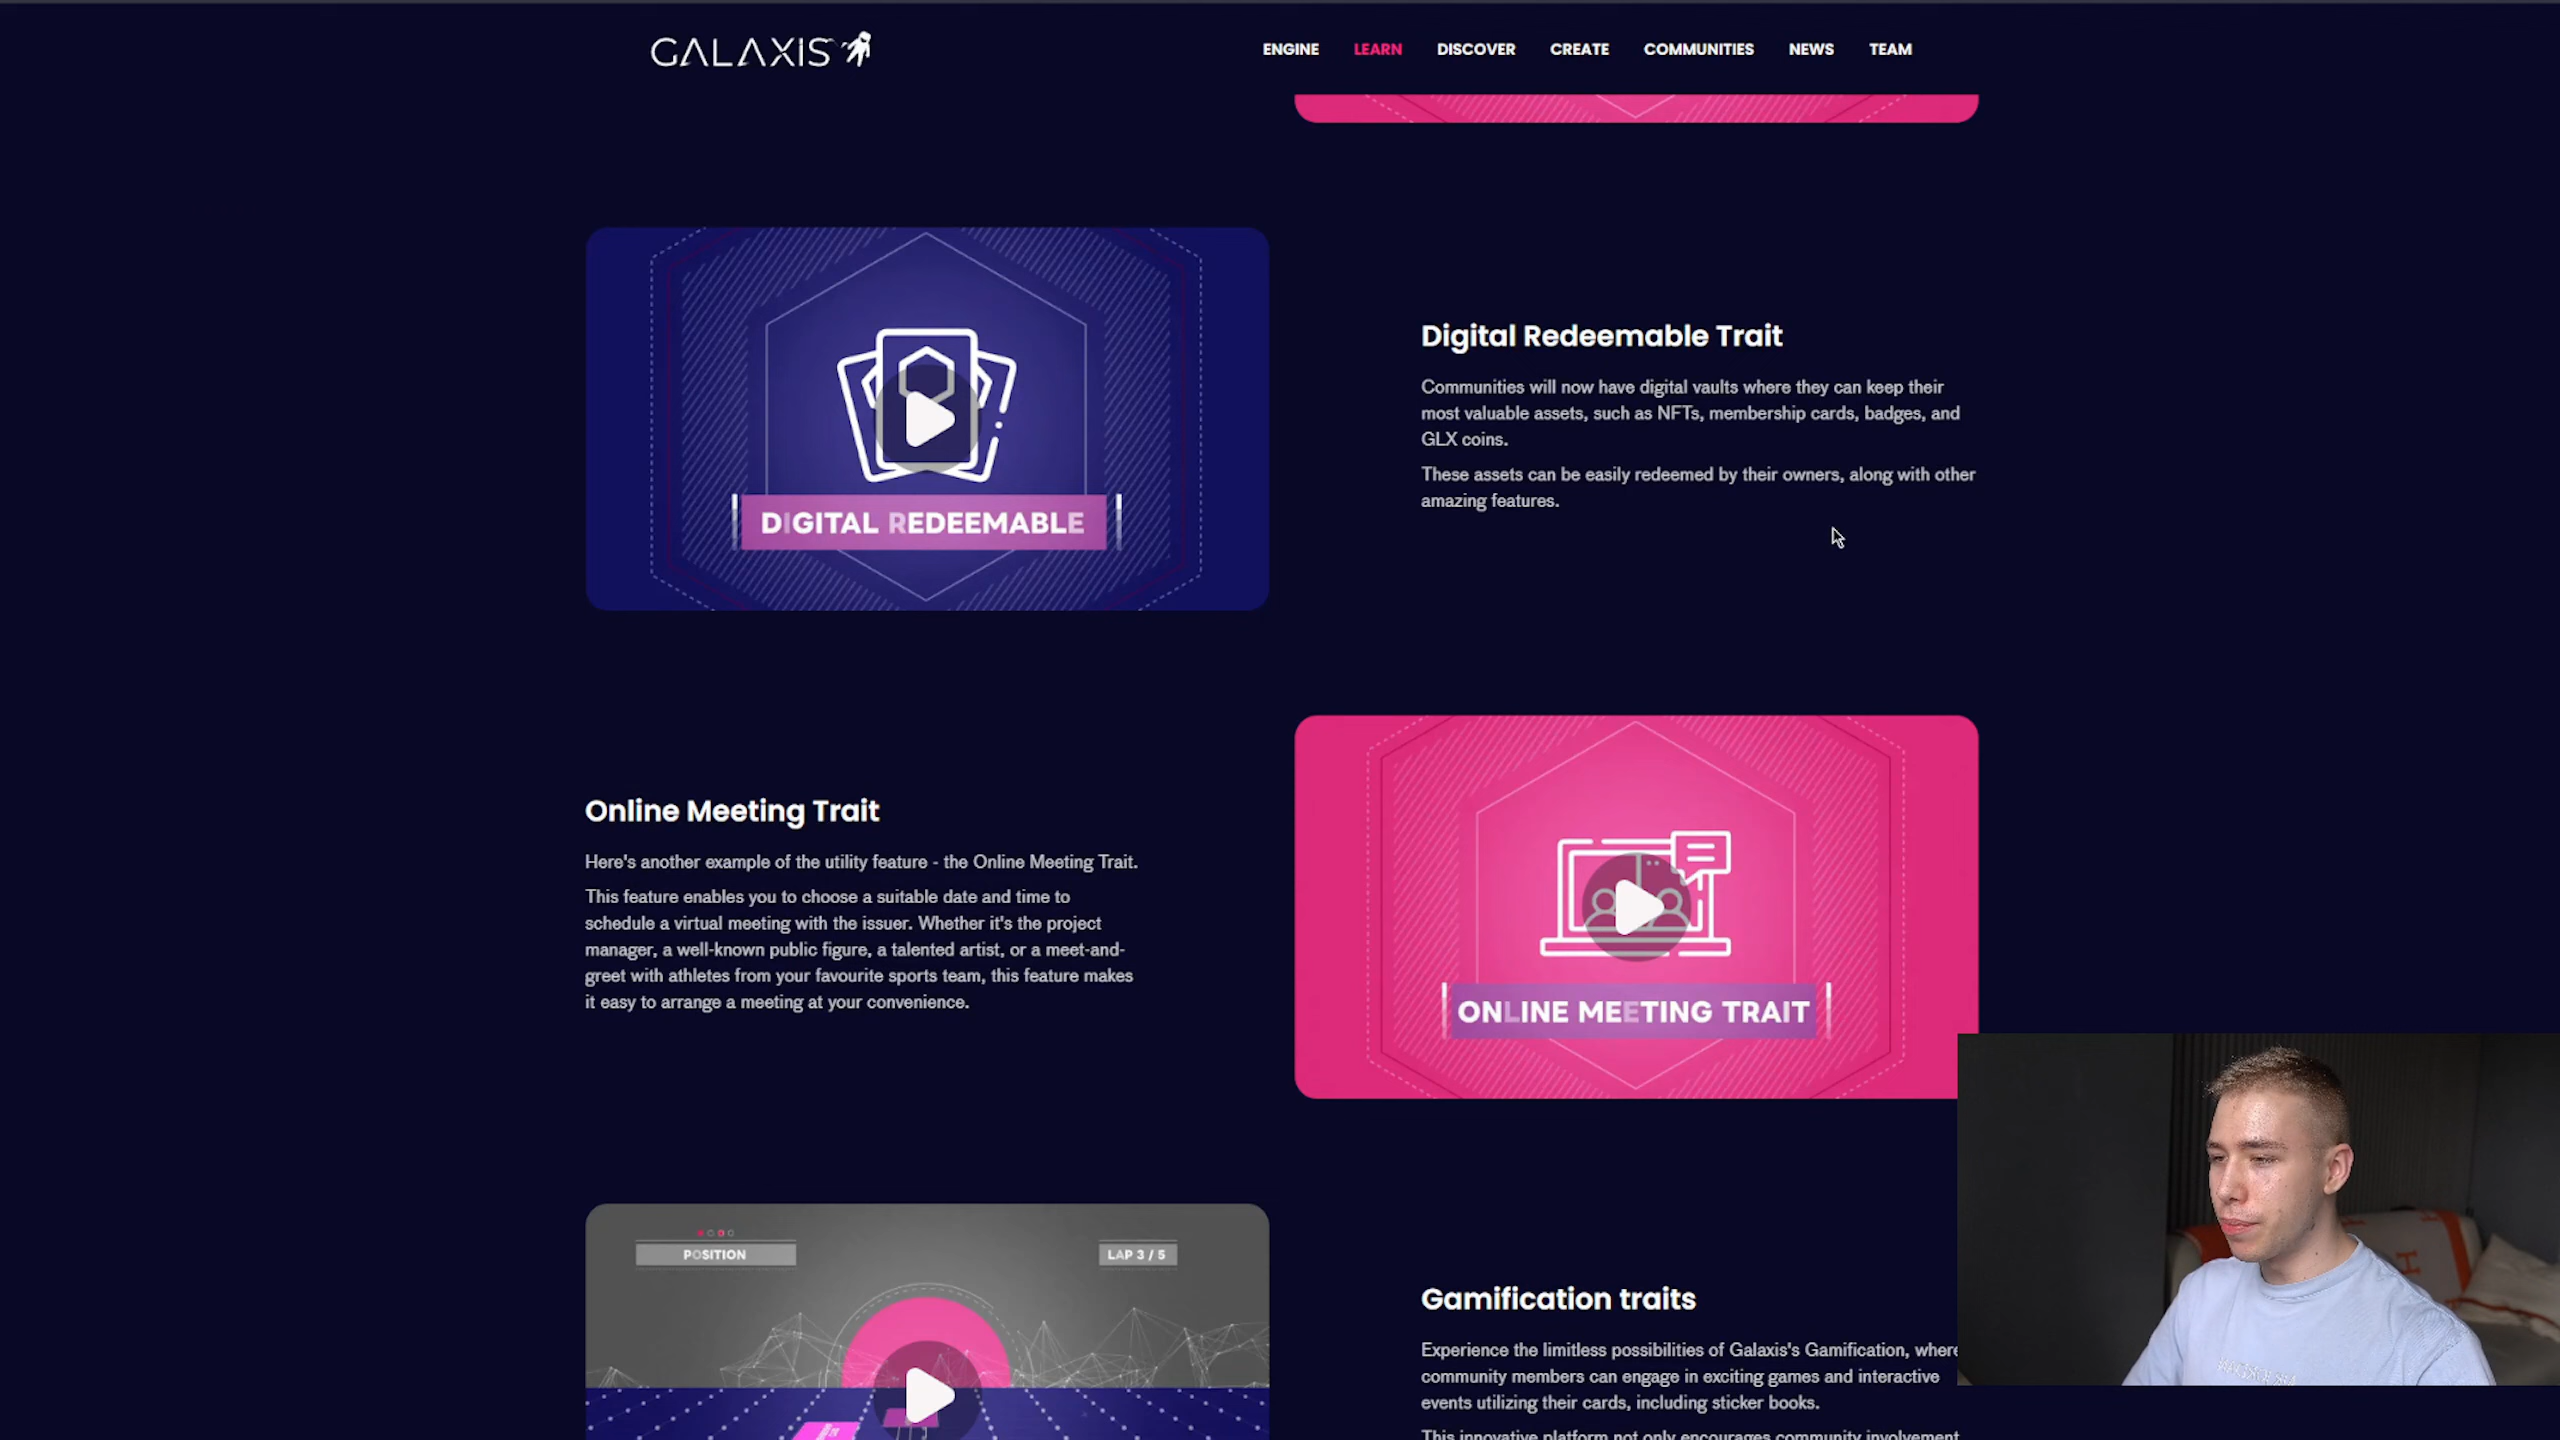 GALAXIS
ENGINE LEARN DISCOVER CREATE COMMUNITIES NEWS TEAM
Digital Redeemable Trait
Communities will now have digital vaults where they can keep their
most valuable assets, such as NFTs, membership cards, badges, and
GLX coins.
These assets can be easily redeemed by their owners, along with other
amazing features.
DIGITAL REDEEMABLE
Online Meeting Trait
Here's another example of the utility feature - the Online Meeting Trait.
This feature enables you to choose a suitable date and time to
schedule a virtual meeting with the issuer. Whether it's the project
manager, a well-known public figure, a talented artist, or a meet-and-
greet with athletes from your favourite sports team, this feature makes
it easy to arrange a meeting at your convenience.
ONLINE MEETING TRAIT
POSITION
LAP 3 / 5
Gamification traits
Experience the limitless possibilities of Galaxis's Gamification, where
community members can engage in exciting games and interactive
events utilizing their cards, including sticker books.
This innovative platform not only encourages community involvement